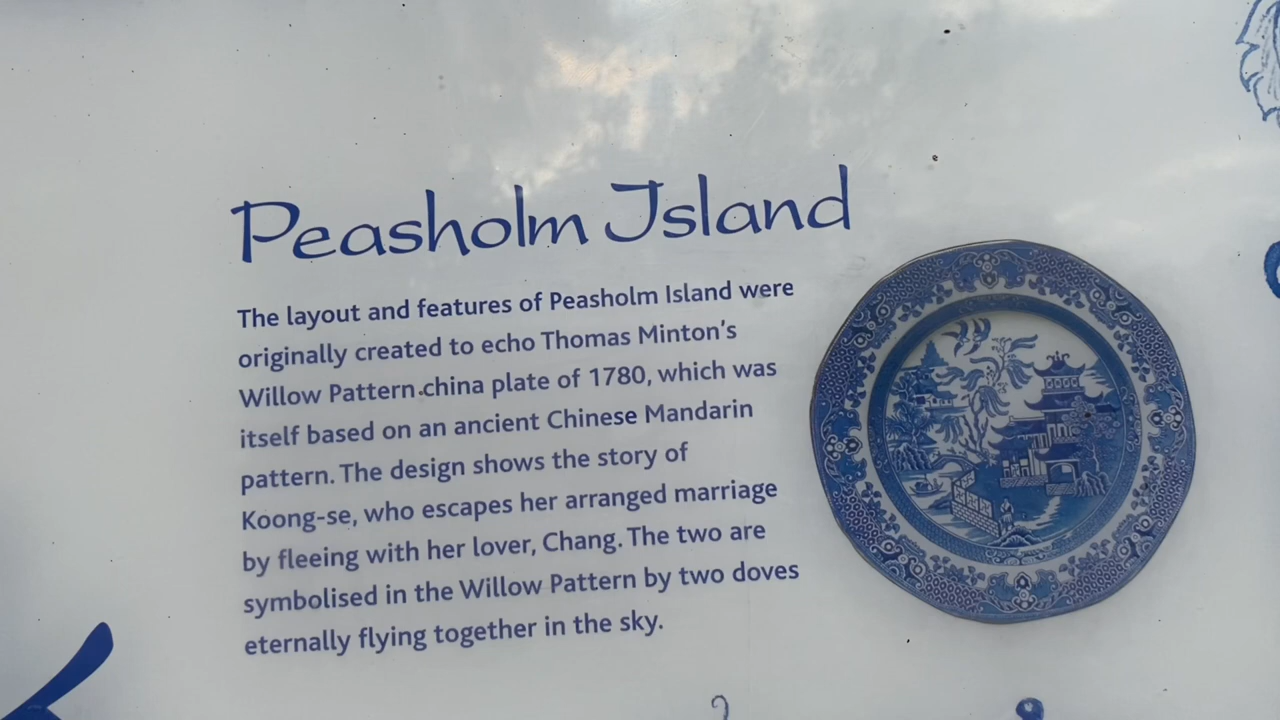 Peasholm Island
The layout and features of Peasholm Island were
originally created to echo Thomas Minton's
Willow Pattern china plate of 1780, which was
itself based on an ancient Chinese Mandarin
pattern. The design shows the story of
Koong-se, who escapes her arranged marriage
by fleeing with her lover, Chang. The two are
symbolised in the Willow Pattern by two doves
eternally flying together in the sky.